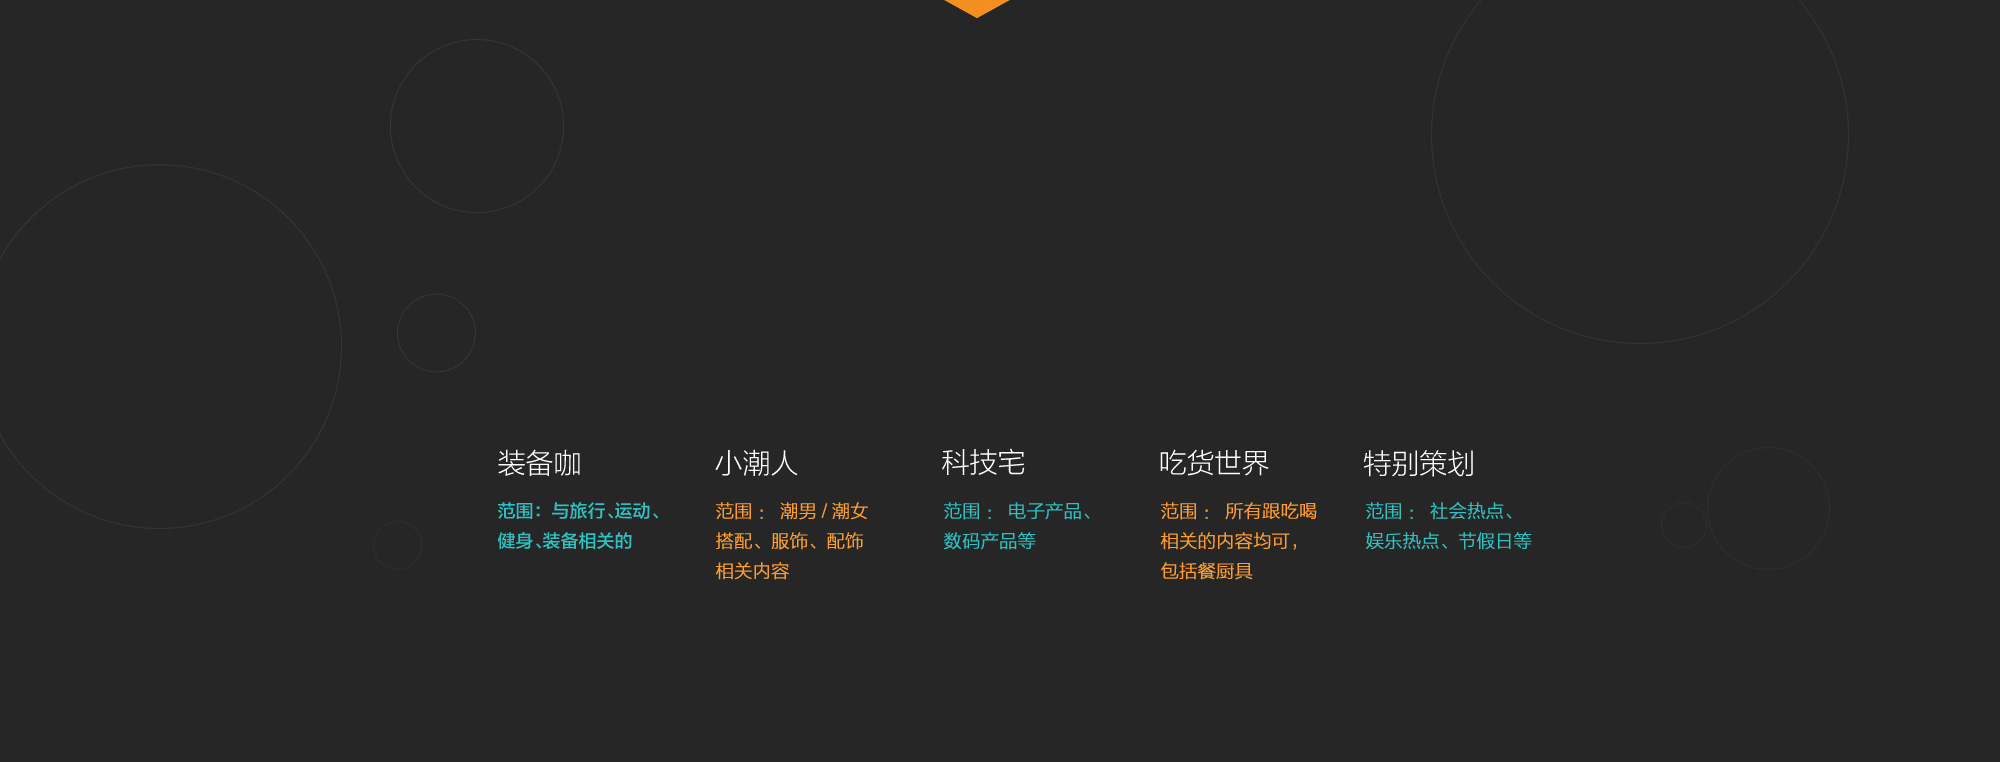 装备咖
范围：与旅行、运动、
健身、装备相关的
小潮人
范围： 潮男 / 潮女
搭配、服饰、配饰
相关内容
科技宅
范围： 电子产品、
数码产品等
吃货世界
范围： 所有跟吃喝
相关的内容均可，
包括餐厨具
特别策划
范围： 社会热点、
娱乐热点、节假日等